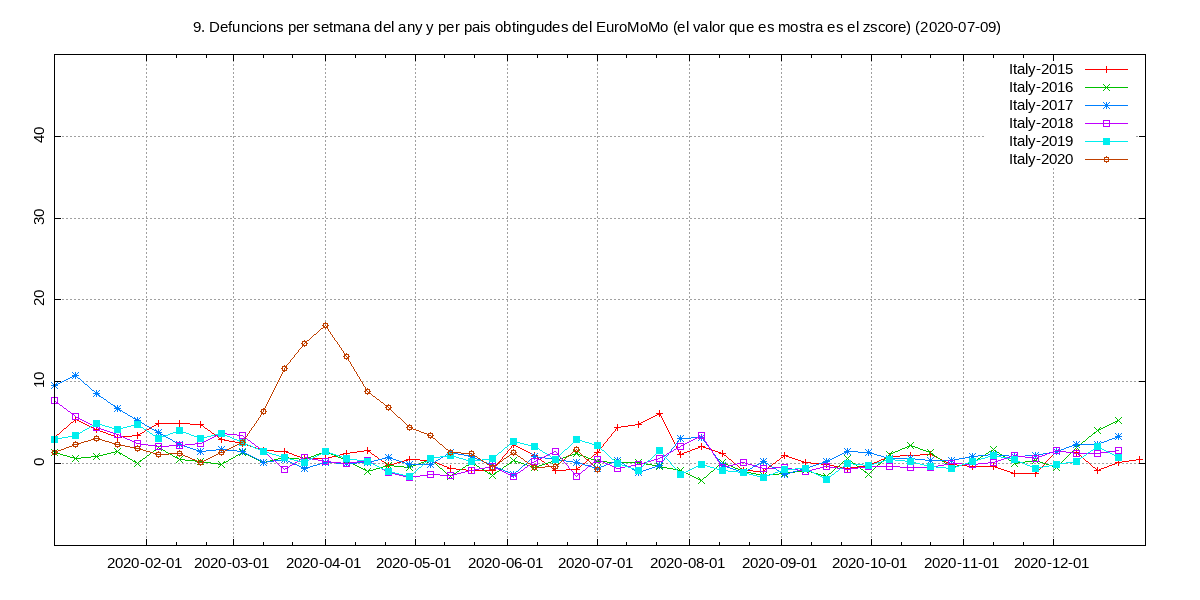 9. Defuncions per setmana del any y per pais obtingudes del EuroMoMo (el valor que es mostra es el zscore) (2020-07-09)
Italy-2015
Italy-2016
Italy-2017
Italy-2018
Italy-2019
Italy-2020
40
30
20
10
0
2020-02-01 2020-03-01 2020-04-01 2020-05-01 2020-06-01 2020-07-01 2020-08-01 2020-09-01 2020-10-01 2020-11-01 2020-12-01